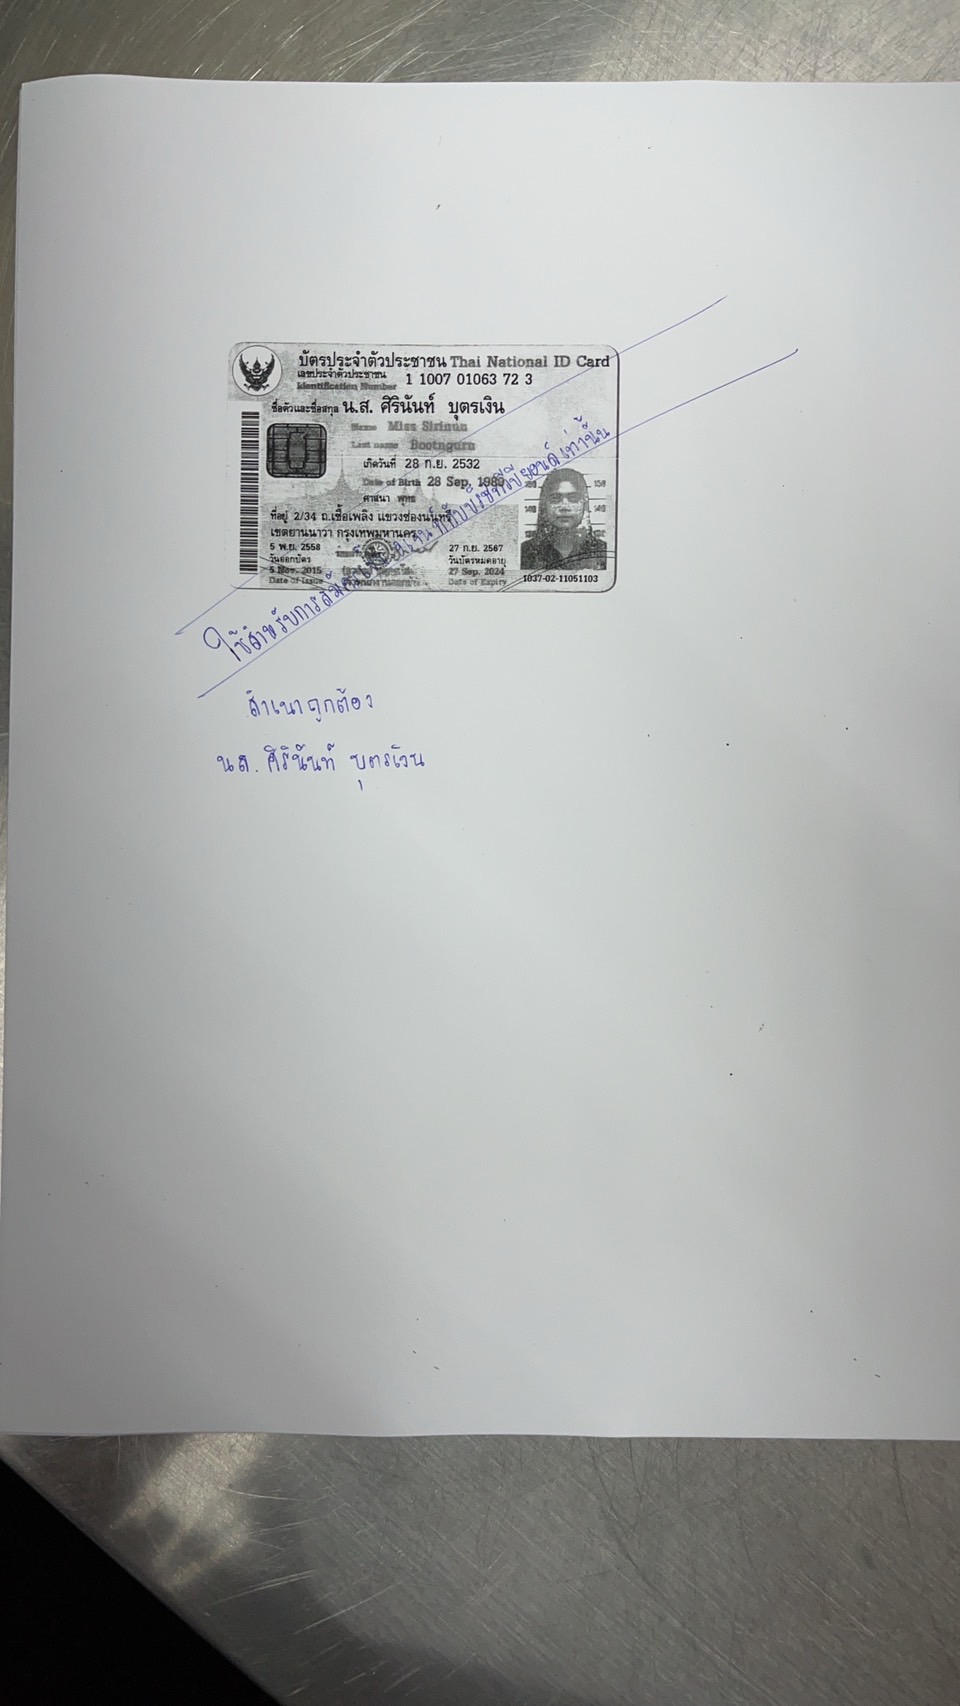 บัตรประจำตัวประชาชน Thai National ID Card
เลขประจำตัวประชาชน
Identification Number
1 1007 01063 72 3
ชื่อตัวและชื่อสกุล น.ส. ศิรินันท์ บุตรเงิน
Name Miss Sirinun
Last name Bootngurn
เกิดวันที่ 28 ก.ย. 2532
Date of Birth 28 Sep. 1989
ศาสนา พุทธ
ที่อยู่ 2/34 ถ.เชื้อเพลิง แขวงช่องนนทรี
เขตยานนาวา กรุงเทพมหานคร
5 พ.ย. 2558
วันออกบัตร
5 Nov. 2015
Date of Issue
27 ก.ย. 2567
วันบัตรหมดอายุ
27 Sep. 2024
Date of Expiry
1037-02-11051103
ใช้สำหรับการสมัคร เท่านั้น
สำเนาถูกต้อง
นส. ศิรินันท์ บุตรเงิน